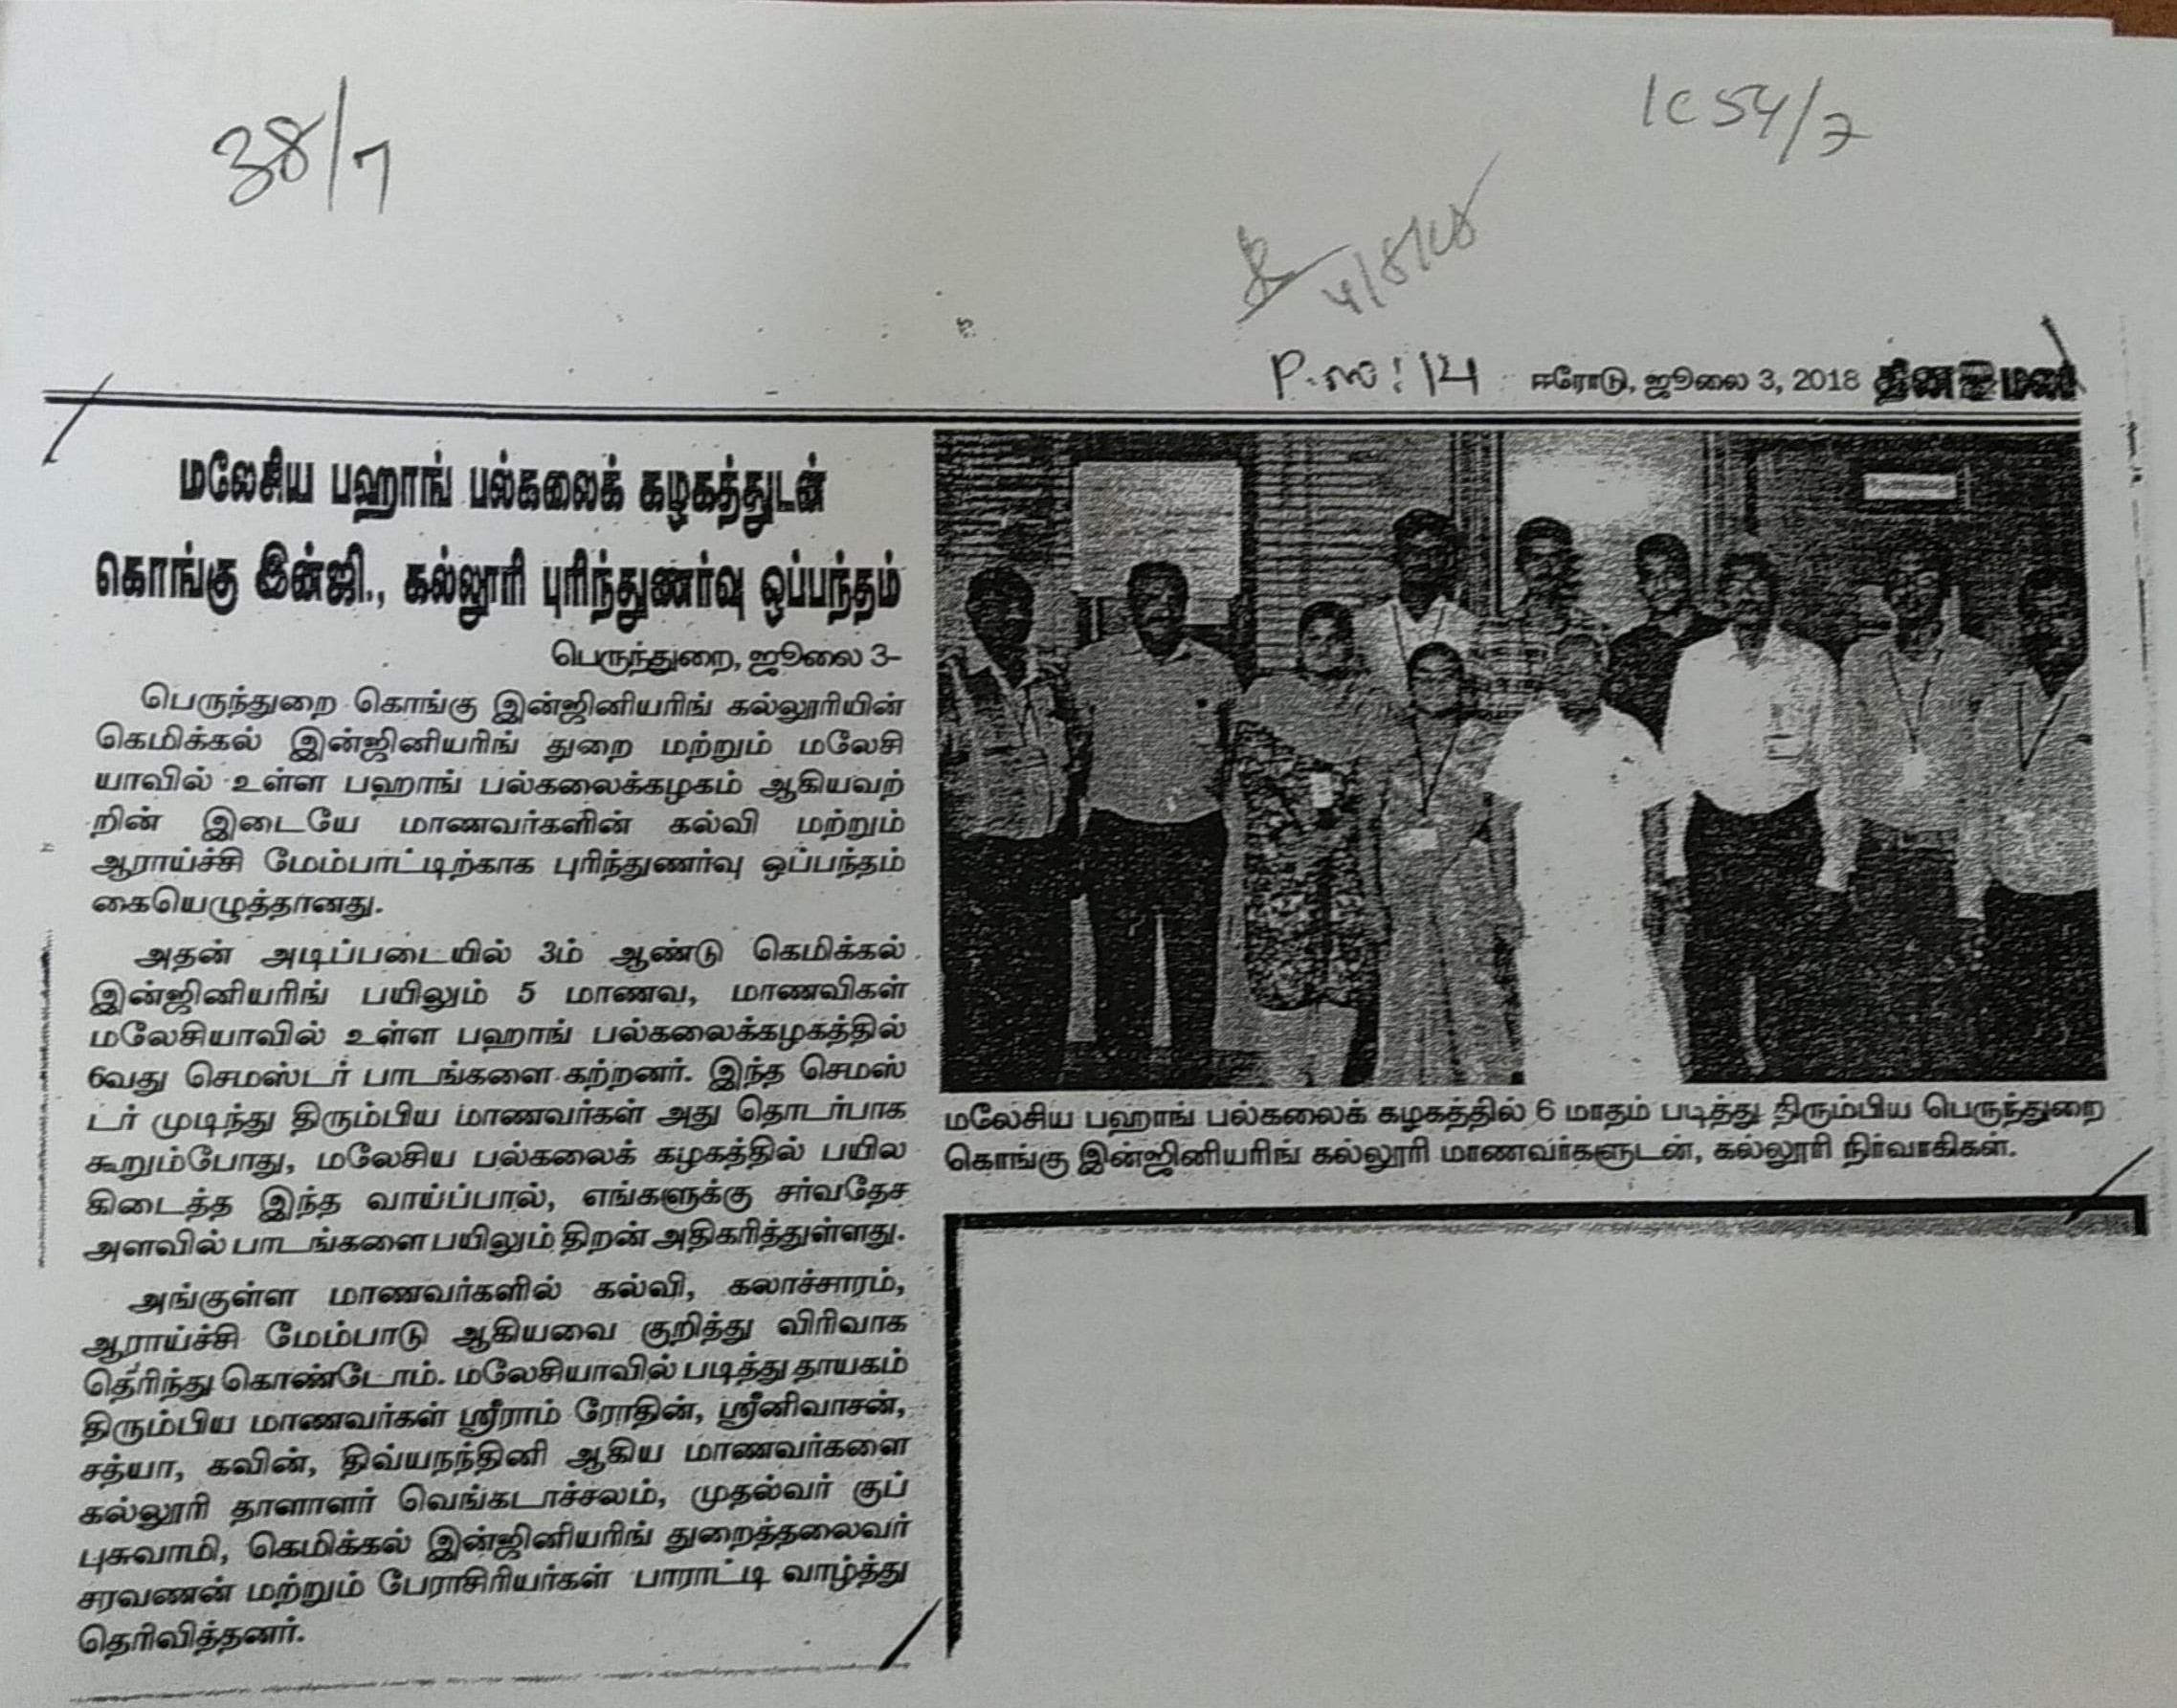 38/7
1C 54/7
4/8/18
P.no: 14
ஈரோடு, ஜூலை 3, 2018 தினமலர்
மலேசிய பஹாங் பல்கலைக் கழகத்துடன்
கொங்கு இன்ஜி., கல்லூரி புரிந்துணர்வு ஒப்பந்தம்
பெருந்துறை, ஜூலை 3–
பெருந்துறை கொங்கு இன்ஜினியரிங் கல்லூரியின்
கெமிக்கல் இன்ஜினியரிங் துறை மற்றும் மலேசி
யாவில் உள்ள பஹாங் பல்கலைக்கழகம் ஆகியவற்
றின் இடையே மாணவர்களின் கல்வி மற்றும்
ஆராய்ச்சி மேம்பாட்டிற்காக புரிந்துணர்வு ஒப்பந்தம்
கையெழுத்தானது.
அதன் அடிப்படையில் 3ம் ஆண்டு கெமிக்கல்
இன்ஜினியரிங் பயிலும் 5 மாணவ, மாணவிகள்
மலேசியாவில் உள்ள பஹாங் பல்கலைக்கழகத்தில்
6வது செமஸ்டர் பாடங்களை கற்றனர். இந்த செமஸ்
டர் முடிந்து திரும்பிய மாணவர்கள் அது தொடர்பாக
கூறும்போது, மலேசிய பல்கலைக் கழகத்தில் பயில
கிடைத்த இந்த வாய்ப்பால், எங்களுக்கு சர்வதேச
அளவில் பாடங்களை பயிலும் திறன் அதிகரித்துள்ளது.
அங்குள்ள மாணவர்களில் கல்வி, கலாச்சாரம்,
ஆராய்ச்சி மேம்பாடு ஆகியவை குறித்து விரிவாக
தெரிந்து கொண்டோம். மலேசியாவில் படித்து தாயகம்
திரும்பிய மாணவர்கள் ஸ்ரீராம் ரோதின், ஸ்ரீனிவாசன்,
சத்யா, கவின், திவ்யநந்தினி ஆகிய மாணவர்களை
கல்லூரி தாளாளர் வெங்கடாச்சலம், முதல்வர் குப்
புசுவாமி, கெமிக்கல் இன்ஜினியரிங் துறைத்தலைவர்
சரவணன் மற்றும் பேராசிரியர்கள் பாராட்டி வாழ்த்து
தெரிவித்தனர்.
மலேசிய பஹாங் பல்கலைக் கழகத்தில் 6 மாதம் படித்து திரும்பிய பெருந்துறை
கொங்கு இன்ஜினியரிங் கல்லூரி மாணவர்களுடன், கல்லூரி நிர்வாகிகள்.